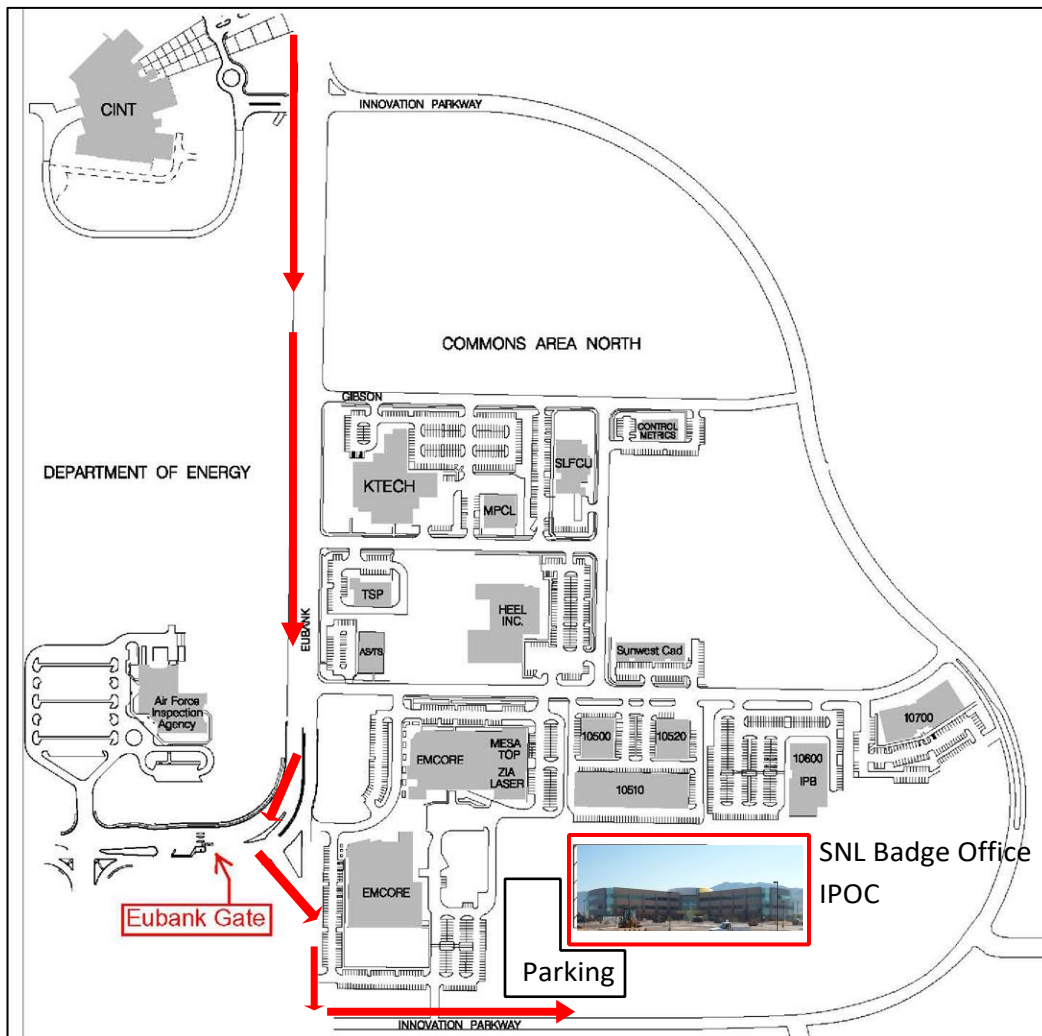 CINT
INNOVATION PARKWAY
COMMONS AREA NORTH
GIBSON
CONTROL
METRICS
SLFCU
DEPARTMENT OF ENERGY
KTECH
MPCL
TSP
HEEL
INC.
EUBANK
AS/TS
Sunwest Cad
Air Force
Inspection
Agency
10700
10500
10520
MESA
TOP
EMCORE
ZIA
LASER
10600
IPB
10510
SNL Badge Office
IPOC
EMCORE
Eubank Gate
Parking
INNOVATION PARKWAY